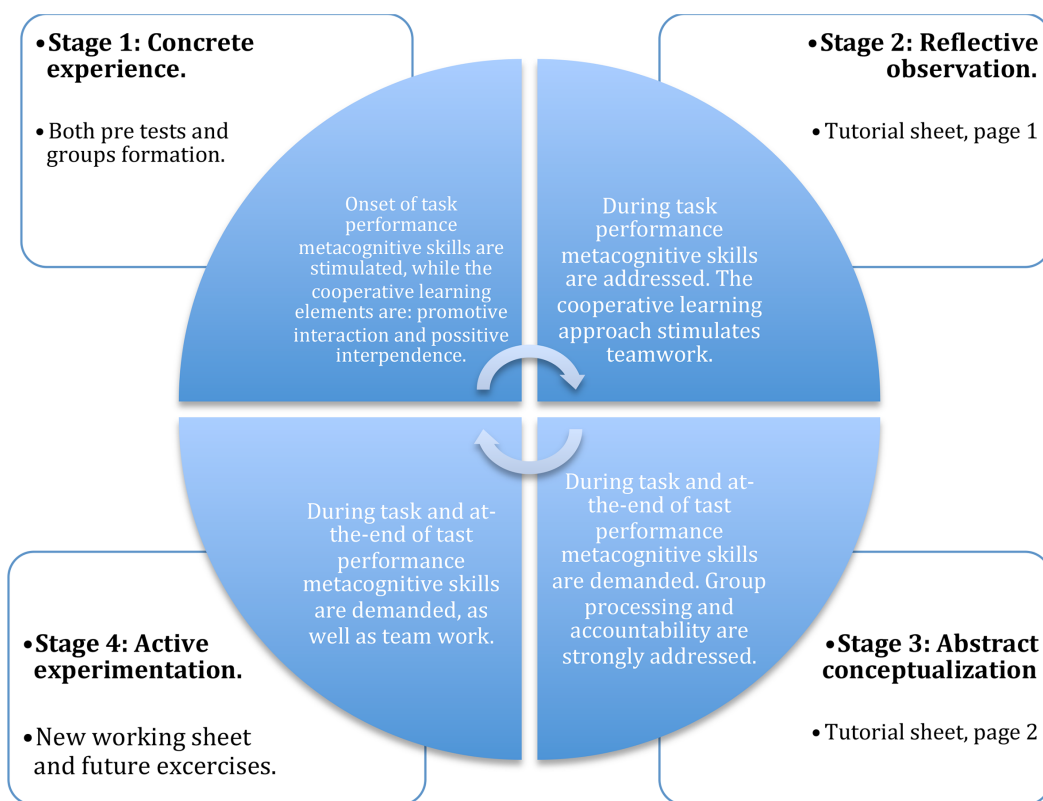 •Stage 1: Concrete
experience.
•Both pre tests and
groups formation.
•Stage 2: Reflective
observation.
•Tutorial sheet, page 1
Onset of task
performance
metacognitive skills are
stimulated, while the
cooperative learning
elements are: promotive
interaction and possitive
interpendence.
During task
performance
metacognitive skills
are addressed. The
cooperative learning
approach stimulates
teamwork.
During task and at-
the-end of tast
performance
metacognitive skills
are demanded, as
well as team work.
During task and at-
the-end of tast
performance
metacognitive skills
are demanded. Group
processing and
accountability are
strongly addressed.
•Stage 4: Active
experimentation.
•New working sheet
and future excercises.
•Stage 3: Abstract
conceptualization
•Tutorial sheet, page 2